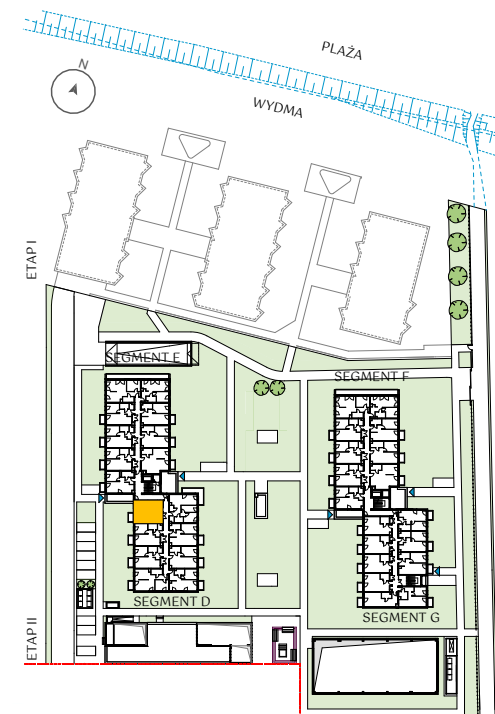 PLAŻA
N
WYDMA
ETAP I
SEGMENT E
SEGMENT F
SEGMENT D
SEGMENT G
ETAP II